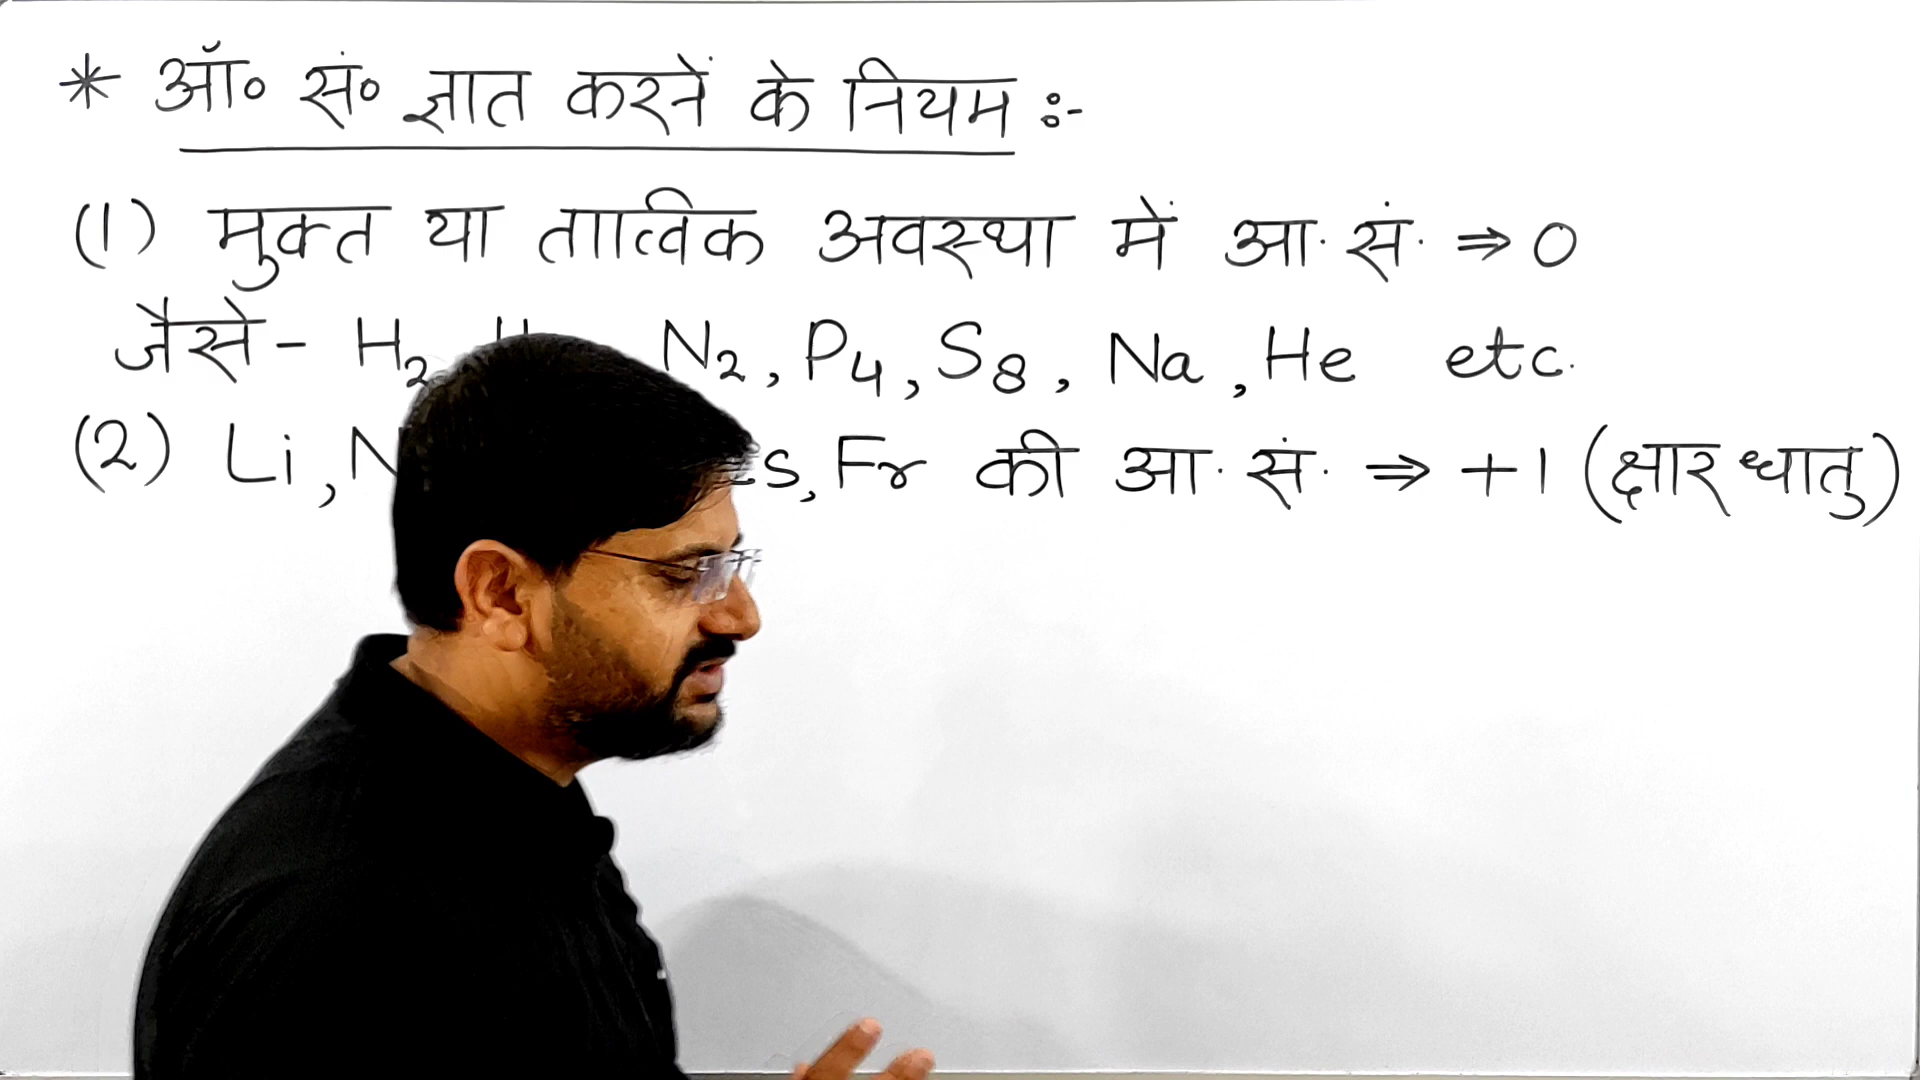 * ऑ० सं० ज्ञात करनें के नियम :-
(1) मुक्त या तात्विक अवस्था में आ. सं. ⇒ 0
जैसे - H₂ N₂, P₄, S₈, Na, He etc.
(2) Li, Fr की आ. सं. ⇒ +1 (क्षार धातु)